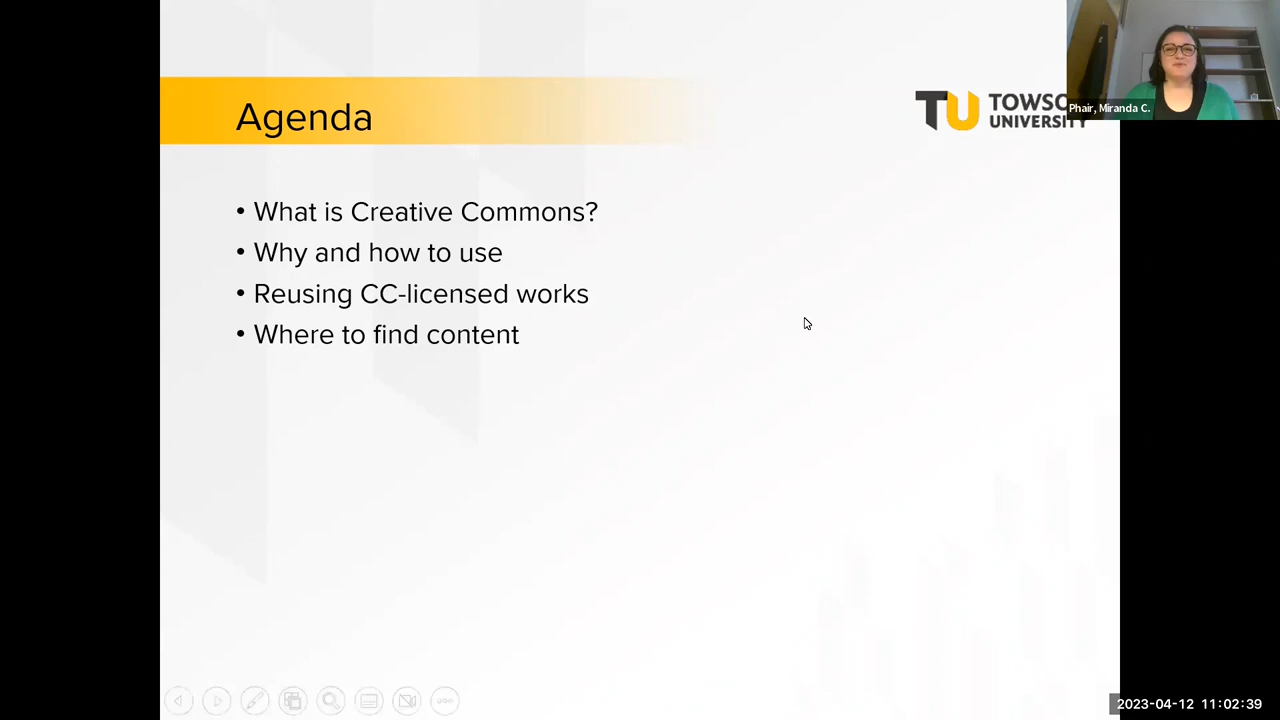 Agenda
TOWSO
UNIVERSITY
Phair, Miranda C.
• What is Creative Commons?
• Why and how to use
• Reusing CC-licensed works
• Where to find content
2023-04-12 11:02:39